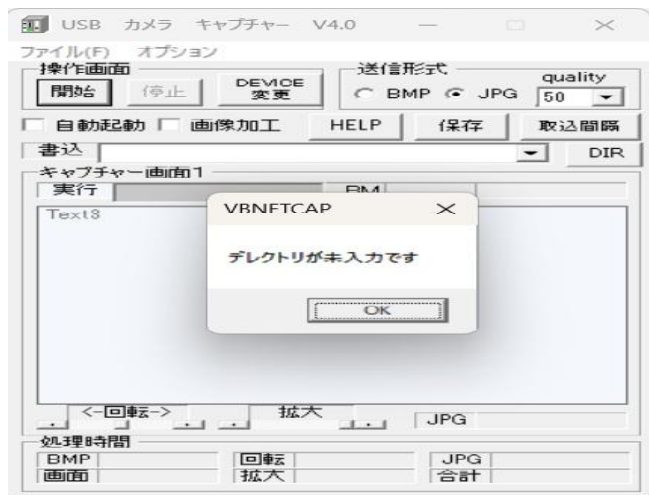 USB カメラ キャプチャー V4.0
ファイル(F) オプション
操作画面 送信形式 quality
開始 停止 DEVICE 変更 BMP JPG 50
自動起動 画像加工 HELP 保存 取込間隔
書込 DIR
キャプチャー画面1
実行 BM
Text3
VBNETCAP
デレクトリが未入力です
OK
<-回転-> 拡大 JPG
処理時間
BMP 回転 JPG
画面 拡大 合計